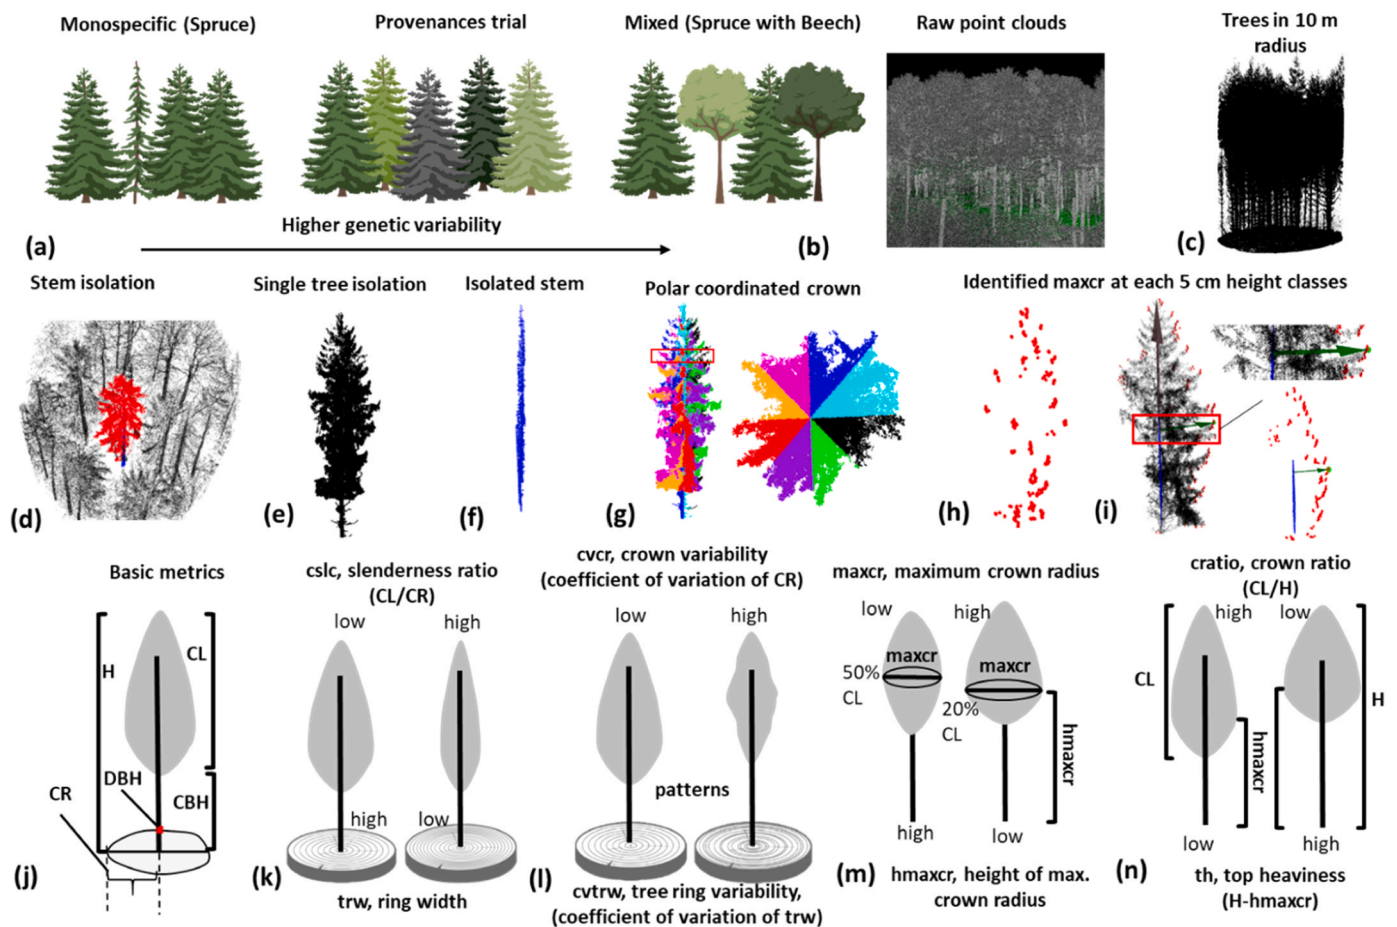 Monospecific (Spruce)
Provenances trial
Mixed (Spruce with Beech)
Raw point clouds
Trees in 10 m
radius
Higher genetic variability
(a)
(b)
(c)
Stem isolation
Single tree isolation
Isolated stem
Polar coordinated crown
Identified maxcr at each 5 cm height classes
(d)
(e)
(f)
(g)
(h)
(i)
Basic metrics
H
CL
DBH
CR
CBH
(j)
cslc, slenderness ratio
(CL/CR)
low
high
high
low
(k)
trw, ring width
cvcr, crown variability
(coefficient of variation of CR)
low
high
patterns
(l)
cvtrw, tree ring variability,
(coefficient of variation of trw)
maxcr, maximum crown radius
low
high
maxcr
maxcr
50%
CL
20%
CL
hmaxcr
high
low
(m)
hmaxcr, height of max.
crown radius
cratio, crown ratio
(CL/H)
high
low
CL
H
hmaxcr
low
high
(n)
th, top heaviness
(H-hmaxcr)